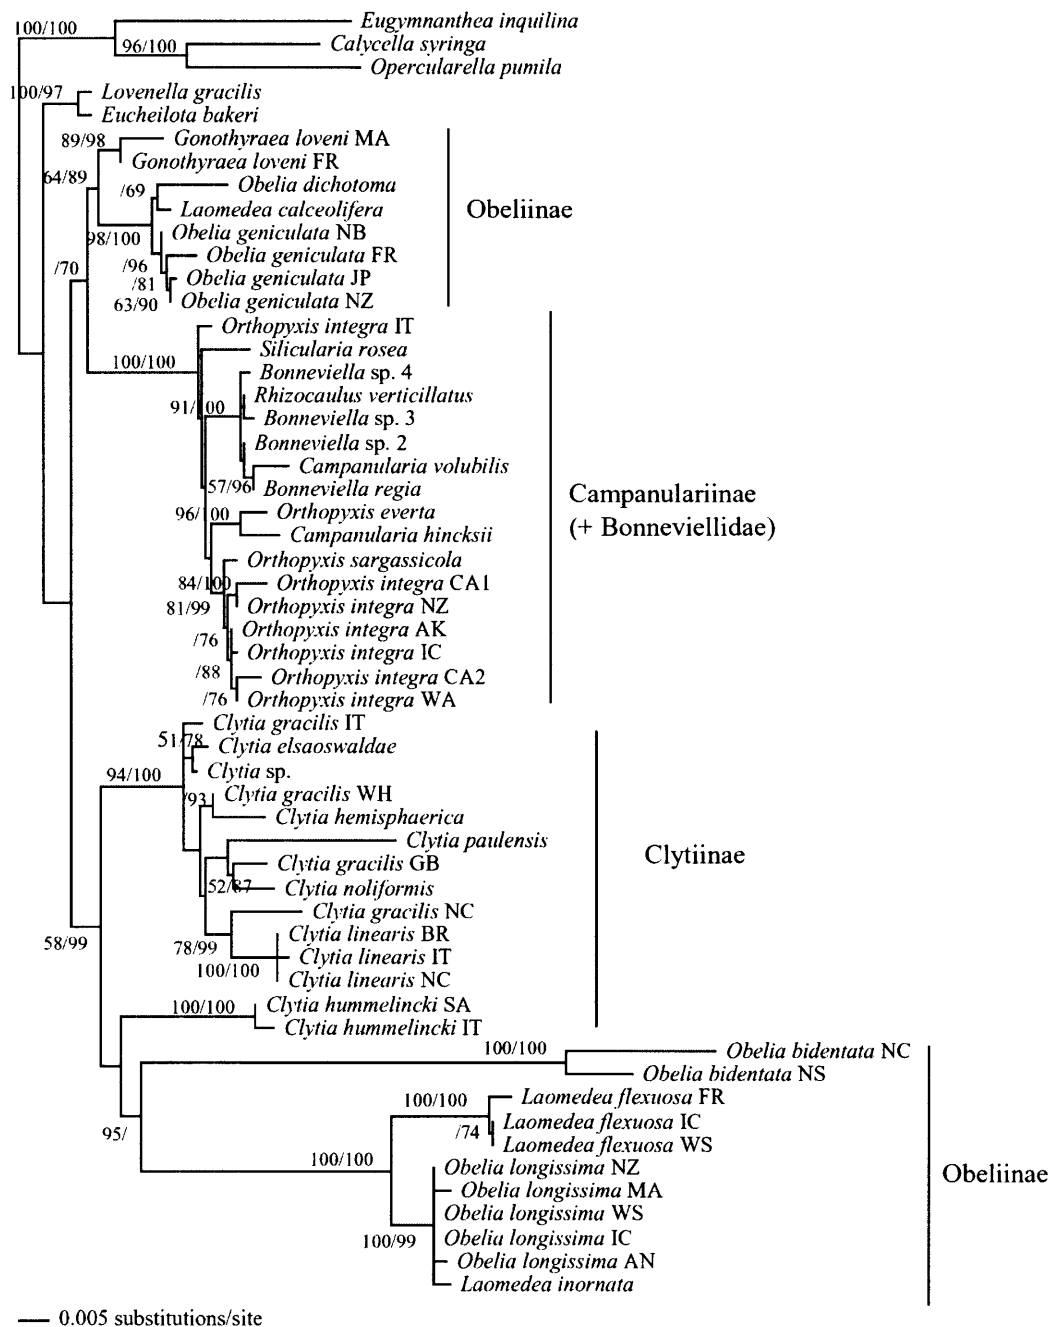 100/100
Eugymnanthea inquilina
96/100
Calycella syringa
Opercularella pumila
100/97
Lovenella gracilis
Eucheilota bakeri
89/98
Gonothyraea loveni MA
Gonothyraea loveni FR
64/89
/69
Obelia dichotoma
Laomedea calceolifera
Obeliinae
98/100
Obelia geniculata NB
/96
Obelia geniculata FR
/70
/81
Obelia geniculata JP
63/90
Obelia geniculata NZ
Orthopyxis integra IT
100/100
Silicularia rosea
Bonneviella sp. 4
Rhizocaulus verticillatus
91/100
Bonneviella sp. 3
Bonneviella sp. 2
Campanularia volubilis
57/96
Bonneviella regia
Campanulariinae
(+ Bonneviellidae)
96/100
Orthopyxis everta
Campanularia hincksii
Orthopyxis sargassicola
84/100
Orthopyxis integra CA1
81/99
Orthopyxis integra NZ
/76
Orthopyxis integra AK
Orthopyxis integra IC
/88
Orthopyxis integra CA2
/76
Orthopyxis integra WA
Clytia gracilis IT
51/78
Clytia elsaoswaldae
94/100
Clytia sp.
/93
Clytia gracilis WH
Clytia hemisphaerica
Clytia paulensis
Clytiinae
Clytia gracilis GB
52/87
Clytia noliformis
Clytia gracilis NC
58/99
78/99
Clytia linearis BR
Clytia linearis IT
100/100
Clytia linearis NC
100/100
Clytia hummelincki SA
Clytia hummelincki IT
100/100
Obelia bidentata NC
Obelia bidentata NS
100/100
Laomedea flexuosa FR
Laomedea flexuosa IC
95/
/74
Laomedea flexuosa WS
100/100
Obelia longissima NZ
Obeliinae
Obelia longissima MA
Obelia longissima WS
100/99
Obelia longissima IC
Obelia longissima AN
Laomedea inornata
0.005 substitutions/site